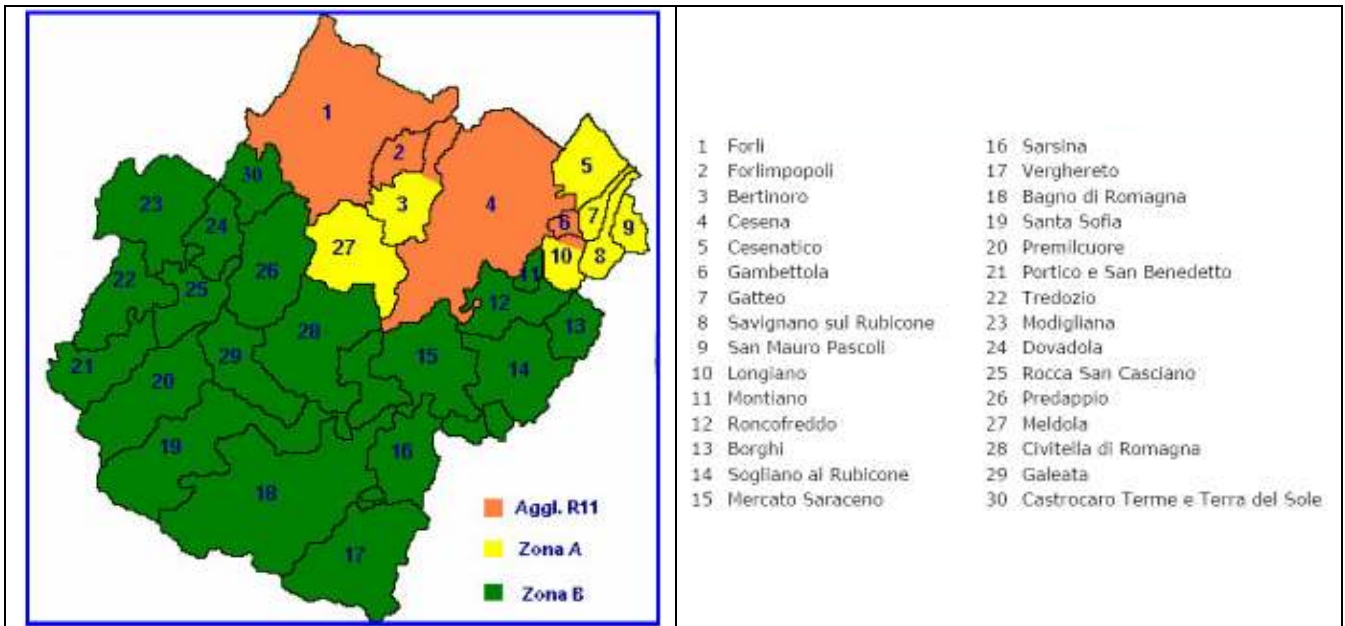 1
2
30
3
5
23
4
6
7
9
24
27
10
8
26
11
22
25
12
13
28
15
29
14
21
20
19
16
18
17
Aggl. R11
Zona A
Zona B
1 Forlì
2 Forlimpopoli
3 Bertinoro
4 Cesena
5 Cesenatico
6 Gambettola
7 Gatteo
8 Savignano sul Rubicone
9 San Mauro Pascoli
10 Longiano
11 Montiano
12 Roncofreddo
13 Borghi
14 Sogliano al Rubicone
15 Mercato Saraceno
16 Sarsina
17 Verghereto
18 Bagno di Romagna
19 Santa Sofia
20 Premilcuore
21 Portico e San Benedetto
22 Tredozio
23 Modigliana
24 Dovadola
25 Rocca San Casciano
26 Predappio
27 Meldola
28 Civitella di Romagna
29 Galeata
30 Castrocaro Terme e Terra del Sole